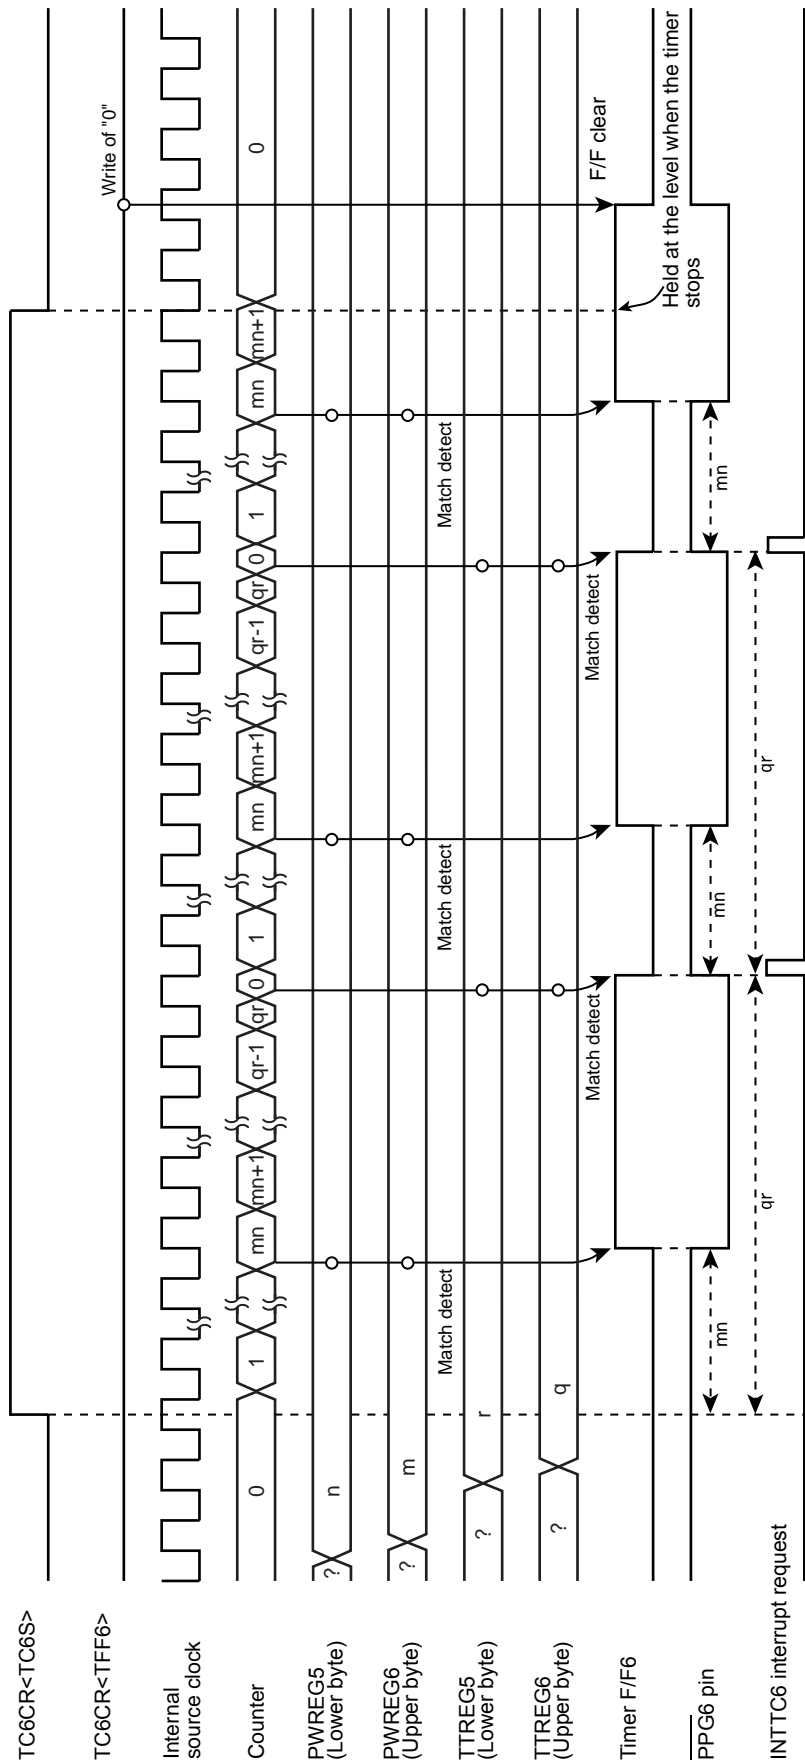 TC6CR<TC6S>
TC6CR<TFF6>
Write of "0"
Internal
source clock
Counter
0
1
mn
mn+1
qr-1
qr
0
1
mn
mn+1
qr-1
qr
0
1
mn
mn+1
0
PWREG5
(Lower byte)
?
n
PWREG6
(Upper byte)
?
m
Match detect
Match detect
Match detect
TTREG5
(Lower byte)
?
r
TTREG6
(Upper byte)
?
q
Match detect
Match detect
F/F clear
Timer F/F6
Held at the level when the timer
stops
PPG6 pin
mn
mn
mn
qr
qr
INTTC6 interrupt request